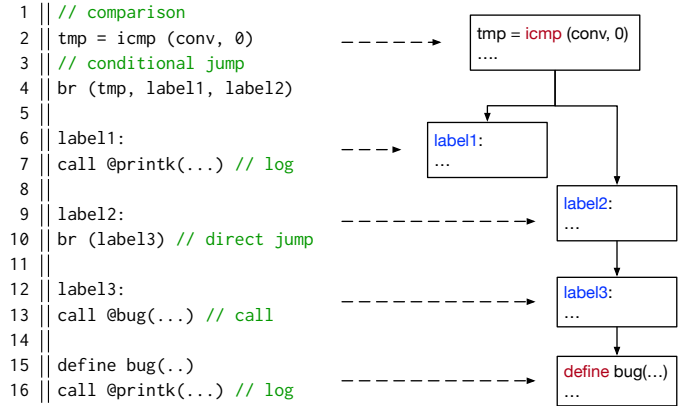 1 // comparison
2 tmp = icmp (conv, 0)
3 // conditional jump
4 br (tmp, label1, label2)
5
6 label1:
7 call @printk(...) // log
8
9 label2:
10 br (label3) // direct jump
11
12 label3:
13 call @bug(...) // call
14
15 define bug(..)
16 call @printk(...) // log
tmp = icmp (conv, 0)
....
label1:
...
label2:
...
label3:
...
define bug(...)
...